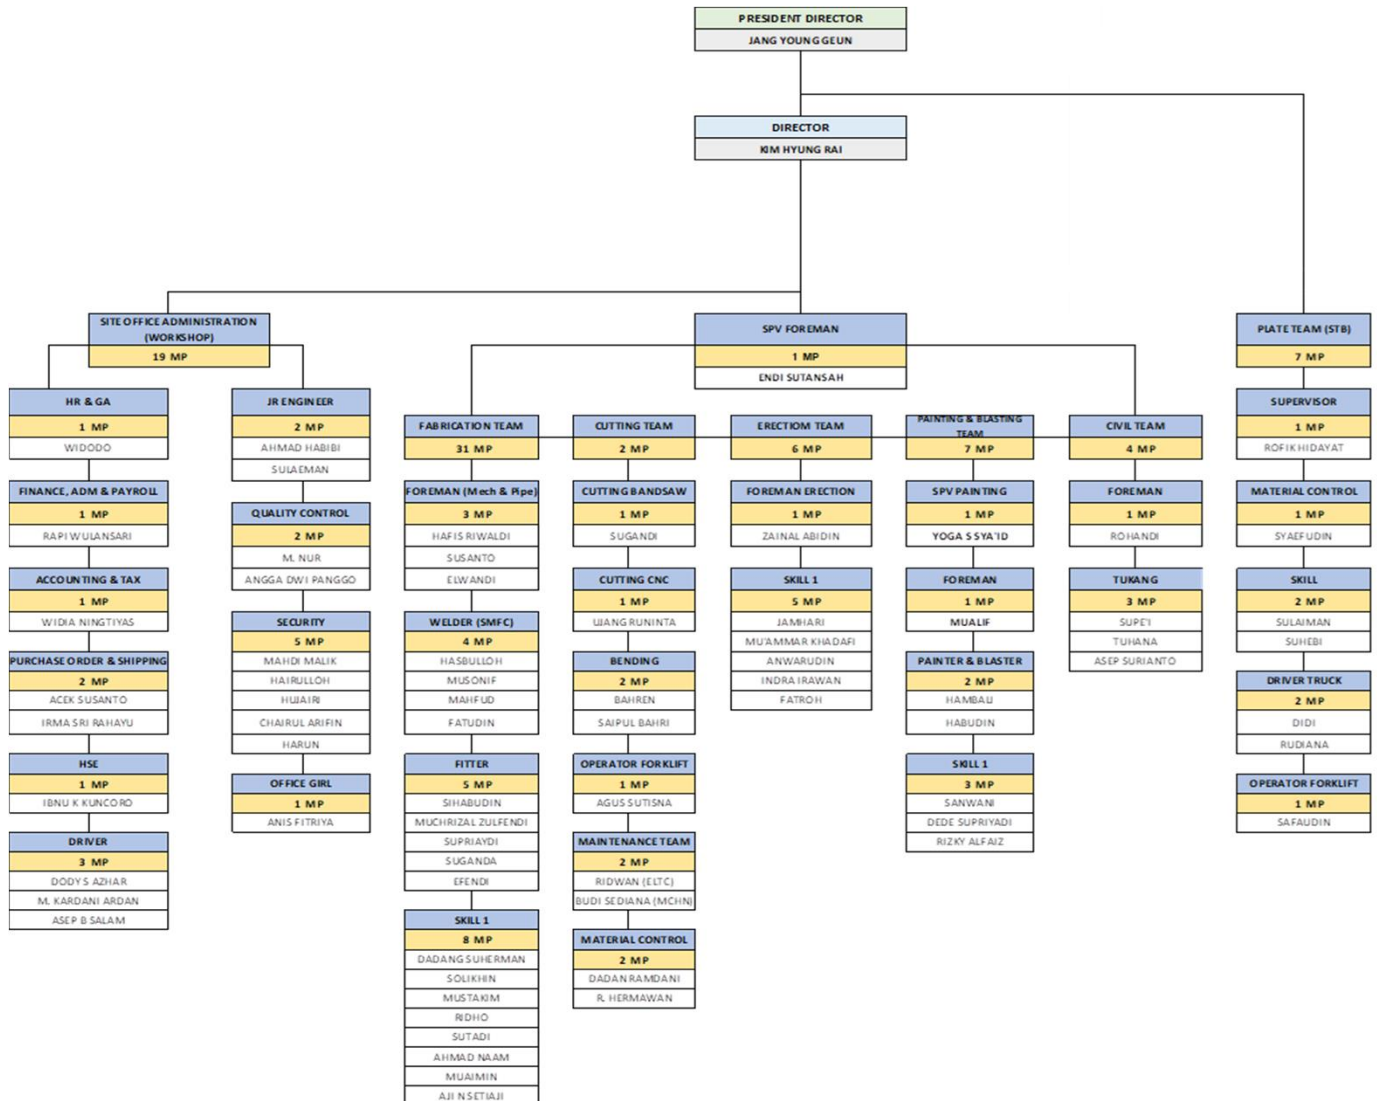 PRESIDENT DIRECTOR
JANG YOUNG GEUN
DIRECTOR
KIM HYUNG RAI
SITE OFFICE ADMINISTRATION
(WORKSHOP)
19 MP
HR & GA
1 MP
WIDODO
FINANCE, ADM & PAYROLL
1 MP
RAPI WULANSARI
ACCOUNTING & TAX
1 MP
WIDIA NINGTIYAS
PURCHASE ORDER & SHIPPING
2 MP
ACEK SUSANTO
IRMA SRI RAHAYU
HSE
1 MP
IBNU K KUNCORO
DRIVER
3 MP
DODY S AZHAR
M. KARDANI ARDAN
ASEP B SALAM
JR ENGINEER
2 MP
AHMAD HABIBI
SULAEMAN
QUALITY CONTROL
2 MP
M. NUR
ANGGA DWI PANGGO
SECURITY
5 MP
MAHDI MALIK
HAIRULLOH
HUJAIRI
CHAIRUL ARIFIN
HARUN
OFFICE GIRL
1 MP
ANIS FITRIYA
SPV FOREMAN
1 MP
ENDI SUTANSAH
FABRICATION TEAM
31 MP
FOREMAN (Mech & Pipe)
3 MP
HAFIS RIWALDI
SUSANTO
ELWANDI
WELDER (SMFC)
4 MP
HASBULLOH
MUSONIF
MAHFUD
FATUDIN
FITTER
5 MP
SIHABUDIN
MUCHRIZAL ZULFENDI
SUPRIAYDI
SUGANDA
EFENDI
SKILL 1
8 MP
DADANG SUHERMAN
SOLIKHIN
MUSTAKIM
RIDHO
SUTADI
AHMAD NAAM
MUAIMIN
AJI N SETIAJI
CUTTING TEAM
2 MP
CUTTING BANDSAW
1 MP
SUGANDI
CUTTING CNC
1 MP
UJANG RUNINTA
BENDING
2 MP
BAHREN
SAIPUL BAHRI
OPERATOR FORKLIFT
1 MP
AGUS SUTISNA
MAINTENANCE TEAM
2 MP
RIDWAN (ELTC)
BUDI SEDIANA (MCHN)
MATERIAL CONTROL
2 MP
DADAN RAMDANI
R. HERMAWAN
ERECTIOM TEAM
6 MP
FOREMAN ERECTION
1 MP
ZAINAL ABIDIN
SKILL 1
5 MP
JAMHARI
MU'AMMAR KHADAFI
ANWARUDIN
INDRA IRAWAN
FATROH
PAINTING & BLASTING
TEAM
7 MP
SPV PAINTING
1 MP
YOGA S SYA'ID
FOREMAN
1 MP
MUALIF
PAINTER & BLASTER
2 MP
HAMBALI
HABUDIN
SKILL 1
3 MP
SANWANI
DEDE SUPRIYADI
RIZKY ALFAIZ
CIVIL TEAM
4 MP
FOREMAN
1 MP
ROHANDI
TUKANG
3 MP
SUPE'I
TUHANA
ASEP SURIANTO
PLATE TEAM (STB)
7 MP
SUPERVISOR
1 MP
ROFIK HIDAYAT
MATERIAL CONTROL
1 MP
SYAEFUDIN
SKILL
2 MP
SULAIMAN
SUHEBI
DRIVER TRUCK
2 MP
DIDI
RUDIANA
OPERATOR FORKLIFT
1 MP
SAFAUDIN